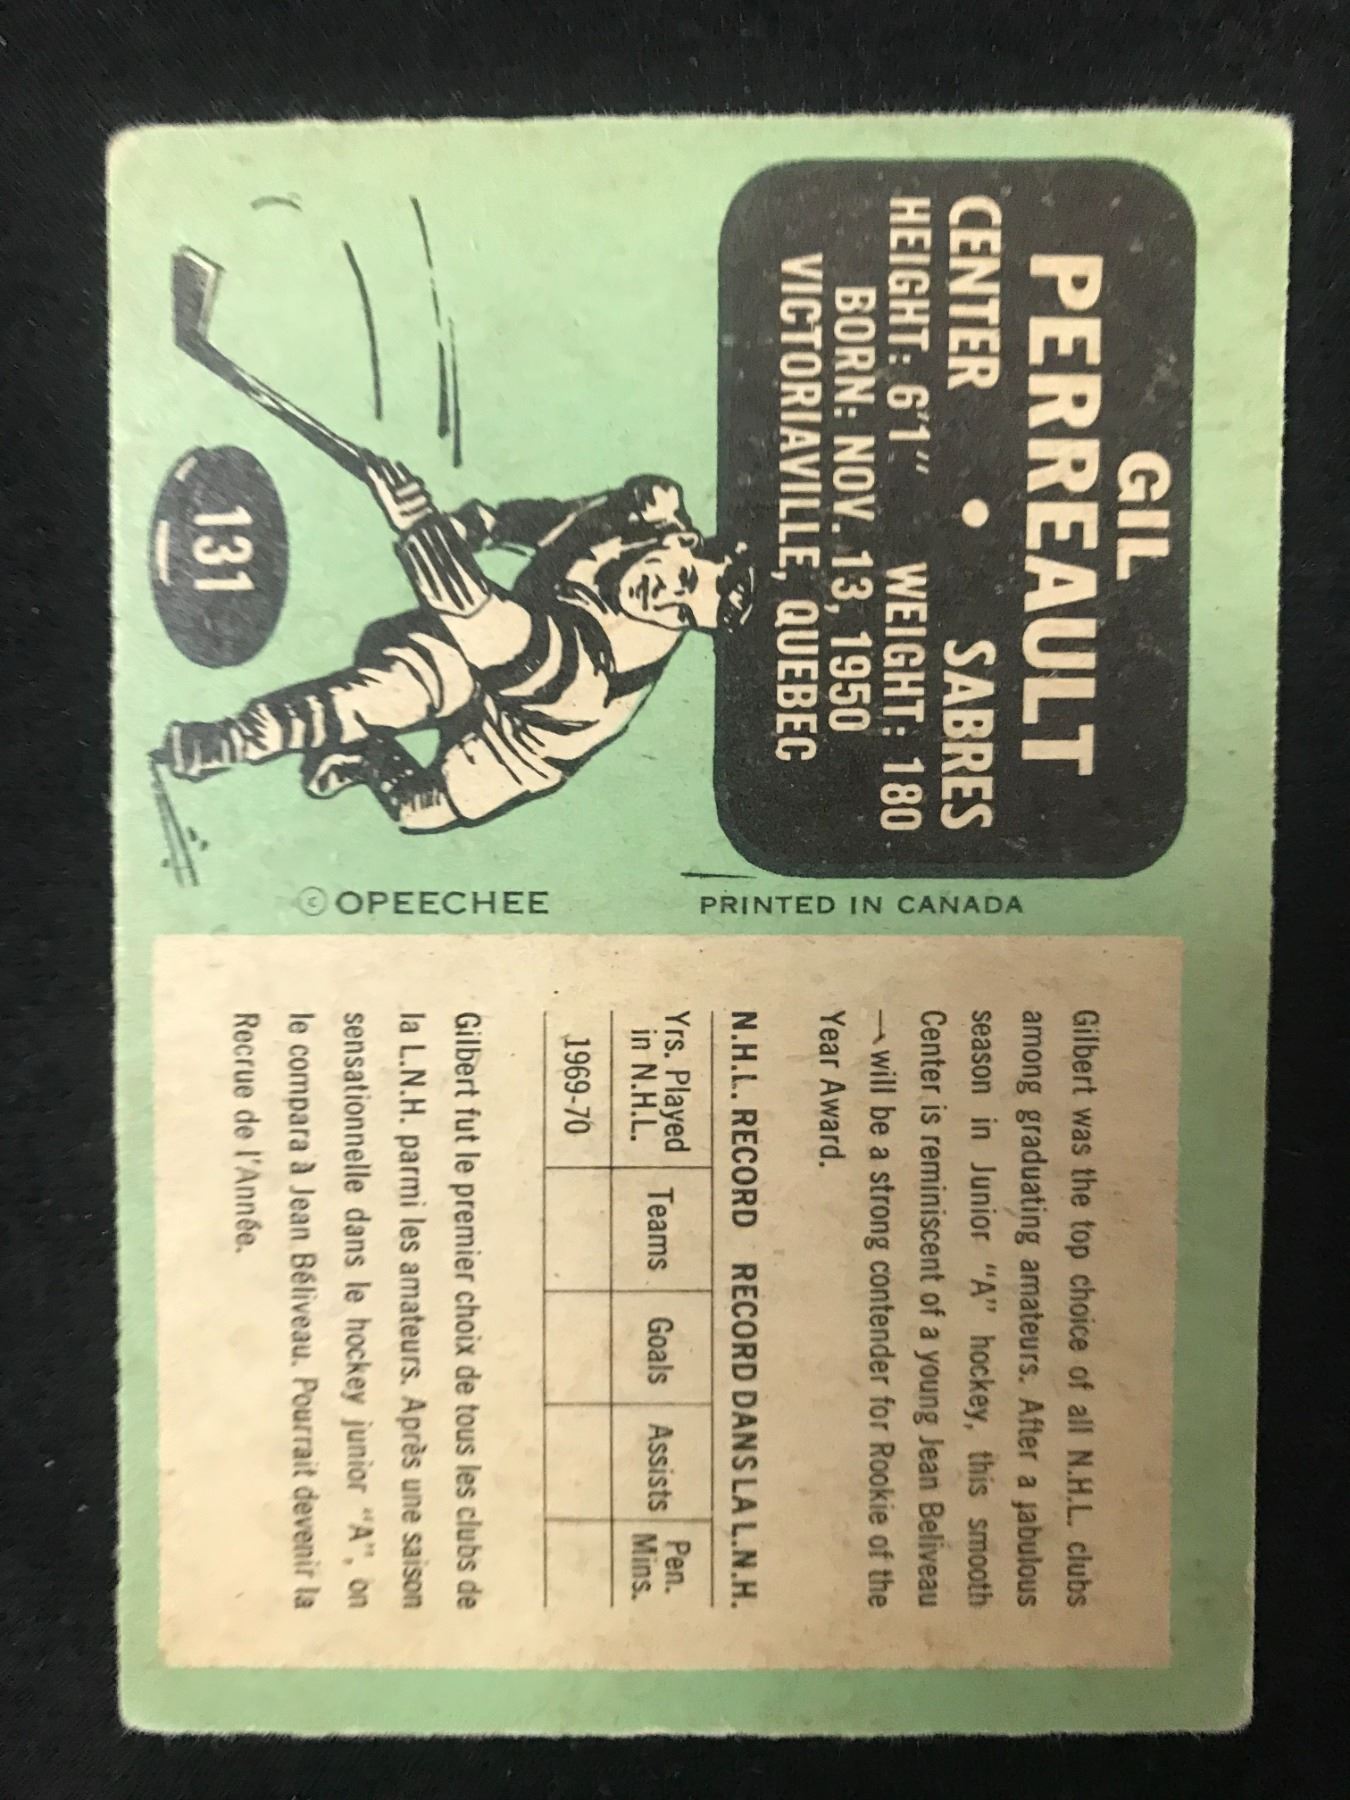 GIL
PERREAULT
CENTER • SABRES
HEIGHT: 6'1" WEIGHT: 180
BORN: NOV. 13, 1950
VICTORIAVILLE, QUEBEC
131
© OPEECHEE
PRINTED IN CANADA
Gilbert was the top choice of all N.H.L. clubs
among graduating amateurs. After a jabulous
season in Junior "A" hockey, this smooth
Center is reminiscent of a young Jean Beliveau
— will be a strong contender for Rookie of the
Year Award.
N.H.L. RECORD RECORD DANS LA L.N.H.
Yrs. Played in N.H.L. Teams Goals Assists Pen. Mins.
1969-70
Gilbert fut le premier choix de tous les clubs de
la L.N.H. parmi les amateurs. Après une saison
sensationnelle dans le hockey junior "A", on
le compara à Jean Béliveau. Pourrait devenir la
Recrue de l'Année.